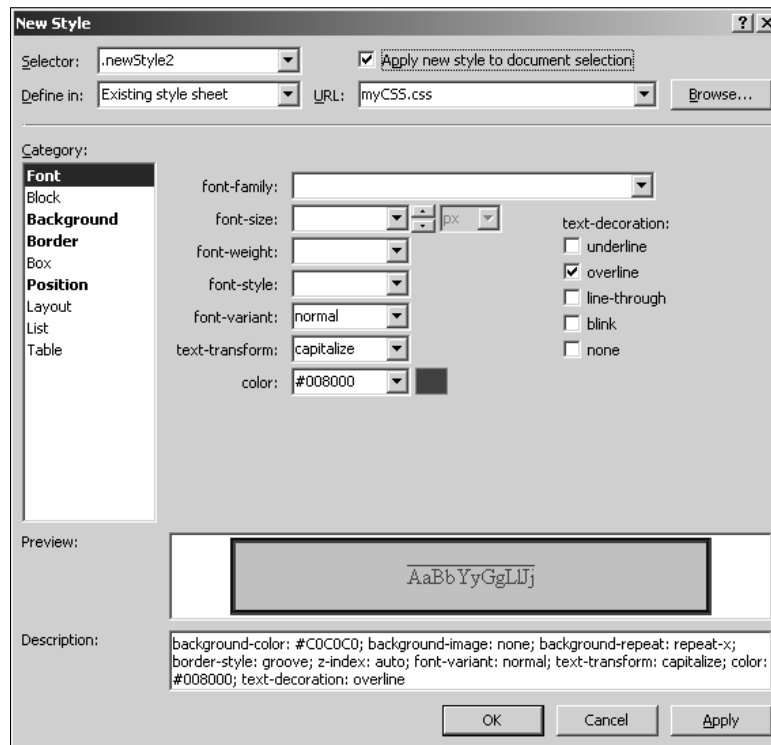 New Style
Selector: .newStyle2 Apply new style to document selection
Define in: Existing style sheet URL: myCSS.css Browse...
Category:
Font
Block
Background
Border
Box
Position
Layout
List
Table
font-family:
font-size: px
font-weight:
font-style:
font-variant: normal
text-transform: capitalize
color: #008000
text-decoration:
underline
overline
line-through
blink
none
Preview:
AaBbYyGgLlJj
Description:
background-color: #C0C0C0; background-image: none; background-repeat: repeat-x;
border-style: groove; z-index: auto; font-variant: normal; text-transform: capitalize; color:
#008000; text-decoration: overline
OK Cancel Apply